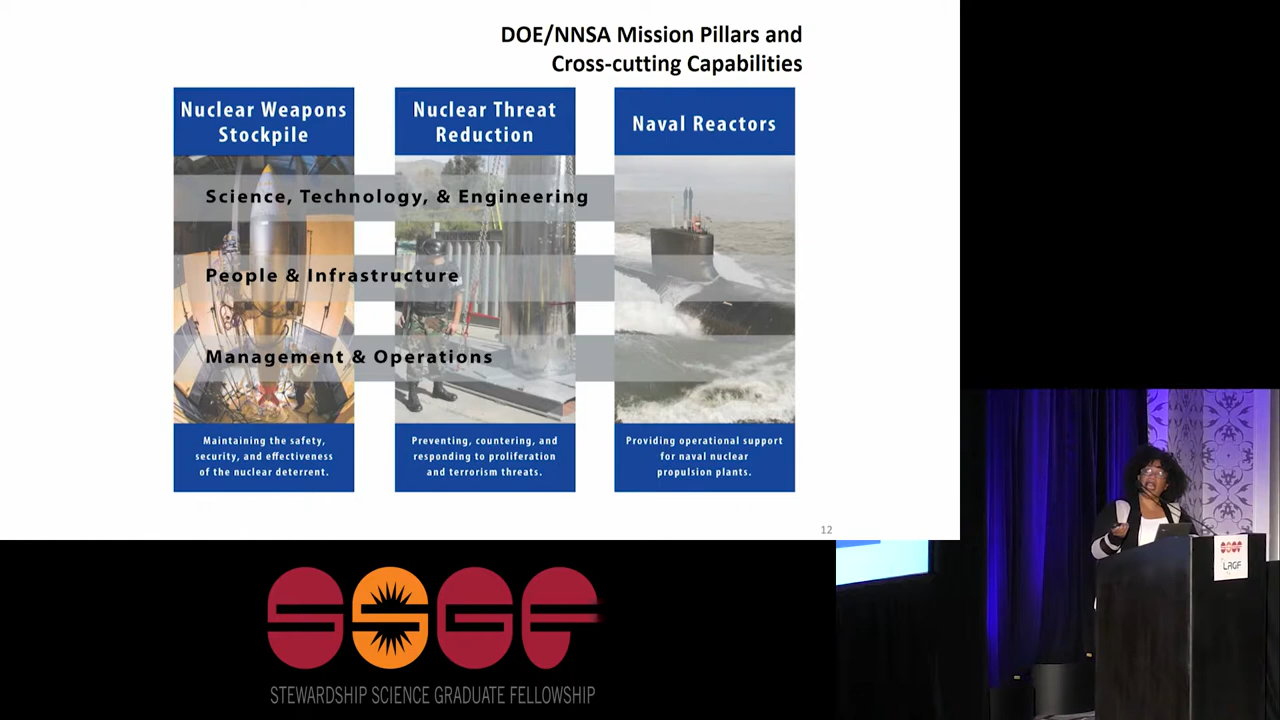 DOE/NNSA Mission Pillars and
Cross-cutting Capabilities
Nuclear Weapons
Stockpile
Nuclear Threat
Reduction
Naval Reactors
Science, Technology, & Engineering
People & Infrastructure
Management & Operations
Maintaining the safety,
security, and effectiveness
of the nuclear deterrent.
Preventing, countering, and
responding to proliferation
and terrorism threats.
Providing operational support
for naval nuclear
propulsion plants.
12
SSGF
STEWARDSHIP SCIENCE GRADUATE FELLOWSHIP
SSGF
LRGF